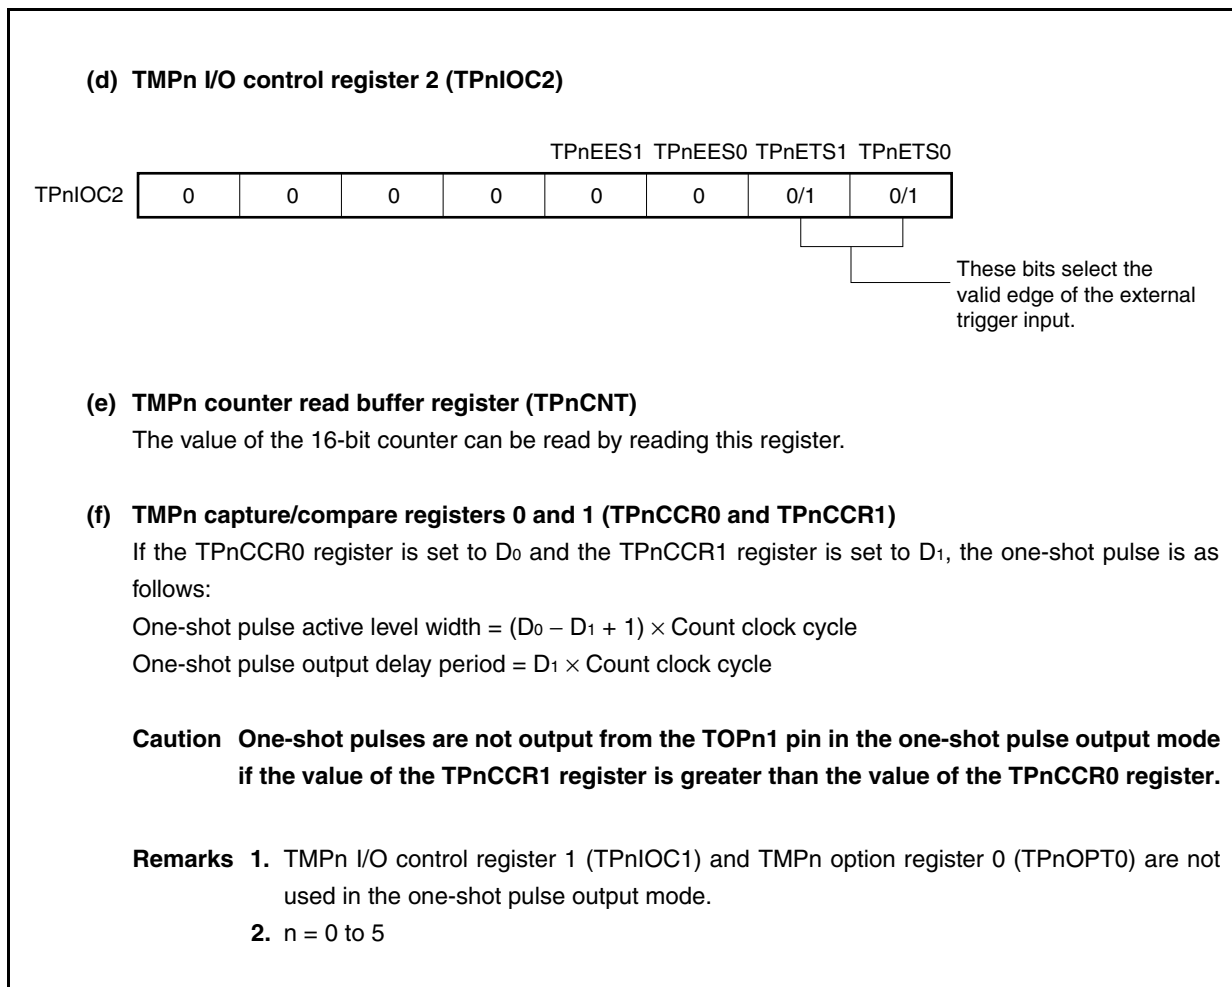 (d) TMPn I/O control register 2 (TPnIOC2)
TPnEES1 TPnEES0 TPnETS1 TPnETS0
TPnIOC2 0 0 0 0 0 0 0/1 0/1
These bits select the
valid edge of the external
trigger input.
(e) TMPn counter read buffer register (TPnCNT)
The value of the 16-bit counter can be read by reading this register.
(f) TMPn capture/compare registers 0 and 1 (TPnCCR0 and TPnCCR1)
If the TPnCCR0 register is set to D0 and the TPnCCR1 register is set to D1, the one-shot pulse is as
follows:
One-shot pulse active level width = (D0 − D1 + 1) × Count clock cycle
One-shot pulse output delay period = D1 × Count clock cycle
Caution One-shot pulses are not output from the TOPn1 pin in the one-shot pulse output mode
if the value of the TPnCCR1 register is greater than the value of the TPnCCR0 register.
Remarks 1. TMPn I/O control register 1 (TPnIOC1) and TMPn option register 0 (TPnOPT0) are not
used in the one-shot pulse output mode.
2. n = 0 to 5